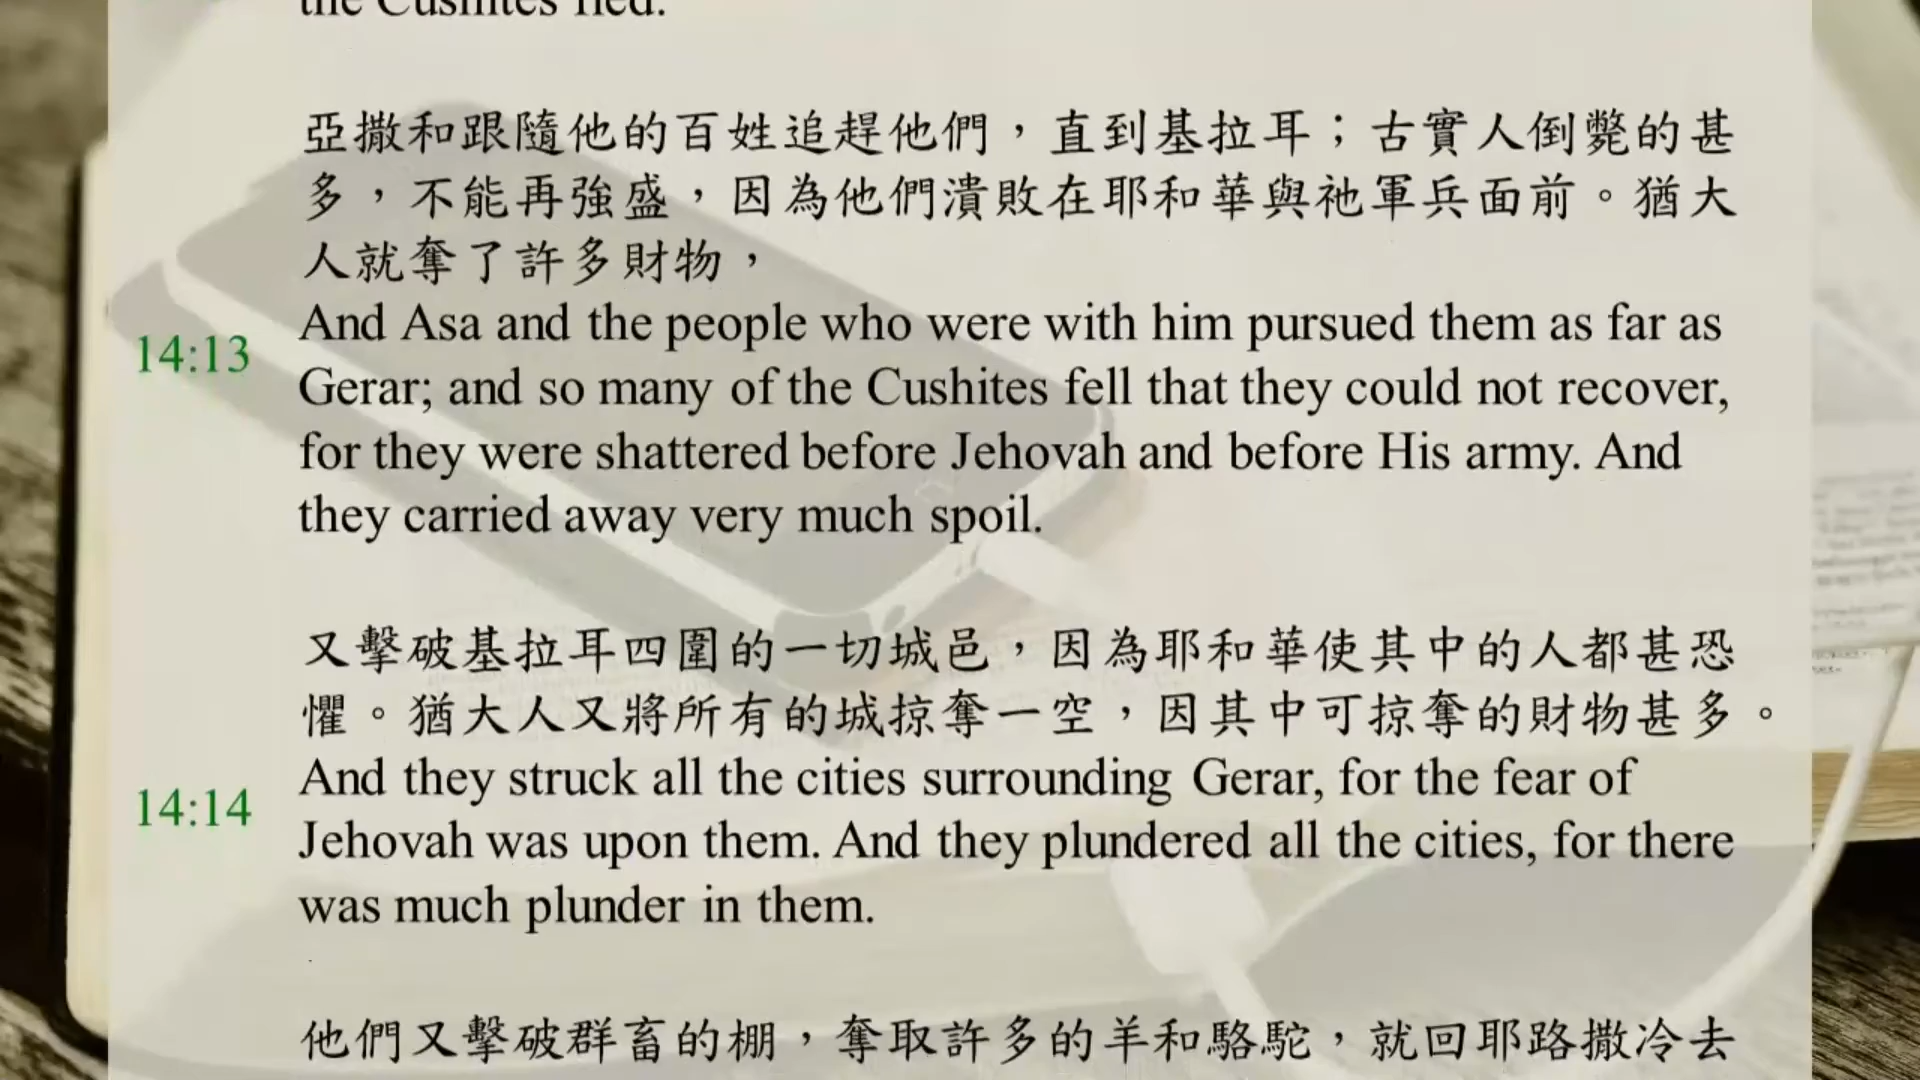 the Cushites fled.
亞撒和跟隨他的百姓追趕他們，直到基拉耳；古實人倒斃的甚
多，不能再強盛，因為他們潰敗在耶和華與祂軍兵面前。猶大
人就奪了許多財物，
14:13
And Asa and the people who were with him pursued them as far as
Gerar; and so many of the Cushites fell that they could not recover,
for they were shattered before Jehovah and before His army. And
they carried away very much spoil.
又擊破基拉耳四圍的一切城邑，因為耶和華使其中的人都甚恐
懼。猶大人又將所有的城掠奪一空，因其中可掠奪的財物甚多。
14:14
And they struck all the cities surrounding Gerar, for the fear of
Jehovah was upon them. And they plundered all the cities, for there
was much plunder in them.
他們又擊破群畜的棚，奪取許多的羊和駱駝，就回耶路撒冷去